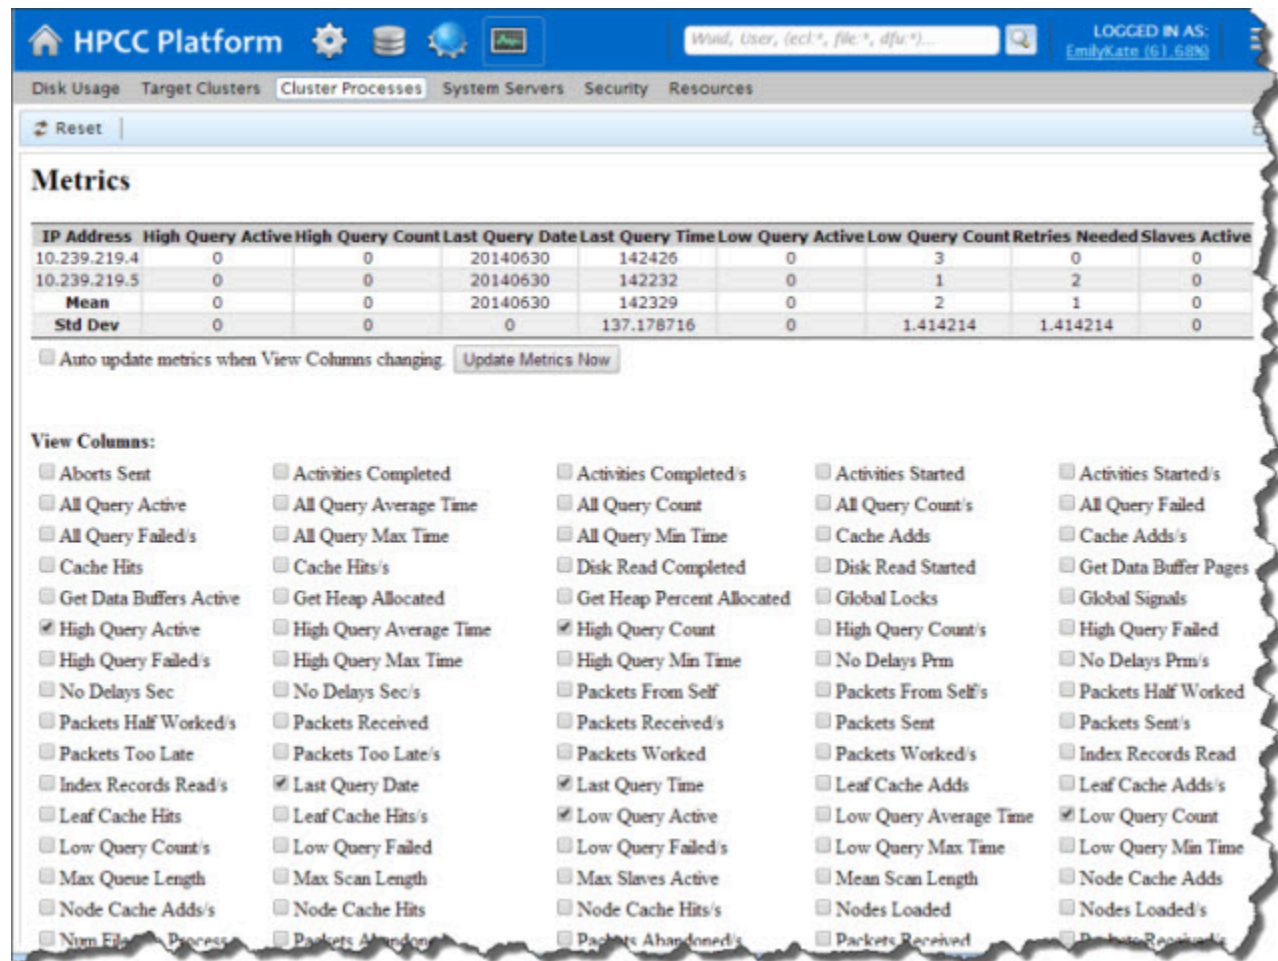 HPCC Platform Wuid, User, (ecl:*, file:*, dfu:*)... LOGGED IN AS:
EmilyKate (61.68%)
Disk Usage Target Clusters Cluster Processes System Servers Security Resources
Reset
Metrics
IP Address High Query Active High Query Count Last Query Date Last Query Time Low Query Active Low Query Count Retries Needed Slaves Active
10.239.219.4 0 0 20140630 142426 0 3 0 0
10.239.219.5 0 0 20140630 142232 0 1 2 0
Mean 0 0 20140630 142329 0 2 1 0
Std Dev 0 0 0 137.178716 0 1.414214 1.414214 0
Auto update metrics when View Columns changing. Update Metrics Now
View Columns:
Aborts Sent Activities Completed Activities Completed/s Activities Started Activities Started/s
All Query Active All Query Average Time All Query Count All Query Count/s All Query Failed
All Query Failed/s All Query Max Time All Query Min Time Cache Adds Cache Adds/s
Cache Hits Cache Hits/s Disk Read Completed Disk Read Started Get Data Buffer Pages
Get Data Buffers Active Get Heap Allocated Get Heap Percent Allocated Global Locks Global Signals
High Query Active High Query Average Time High Query Count High Query Count/s High Query Failed
High Query Failed/s High Query Max Time High Query Min Time No Delays Prm No Delays Prm/s
No Delays Sec No Delays Sec/s Packets From Self Packets From Self/s Packets Half Worked
Packets Half Worked/s Packets Received Packets Received/s Packets Sent Packets Sent/s
Packets Too Late Packets Too Late/s Packets Worked Packets Worked/s Index Records Read
Index Records Read/s Last Query Date Last Query Time Leaf Cache Adds Leaf Cache Adds/s
Leaf Cache Hits Leaf Cache Hits/s Low Query Active Low Query Average Time Low Query Count
Low Query Count/s Low Query Failed Low Query Failed/s Low Query Max Time Low Query Min Time
Max Queue Length Max Scan Length Max Slaves Active Mean Scan Length Node Cache Adds
Node Cache Adds/s Node Cache Hits Node Cache Hits/s Nodes Loaded Nodes Loaded/s
Num Process Packets Packets Abandoned/s Packets Received Packets Received/s